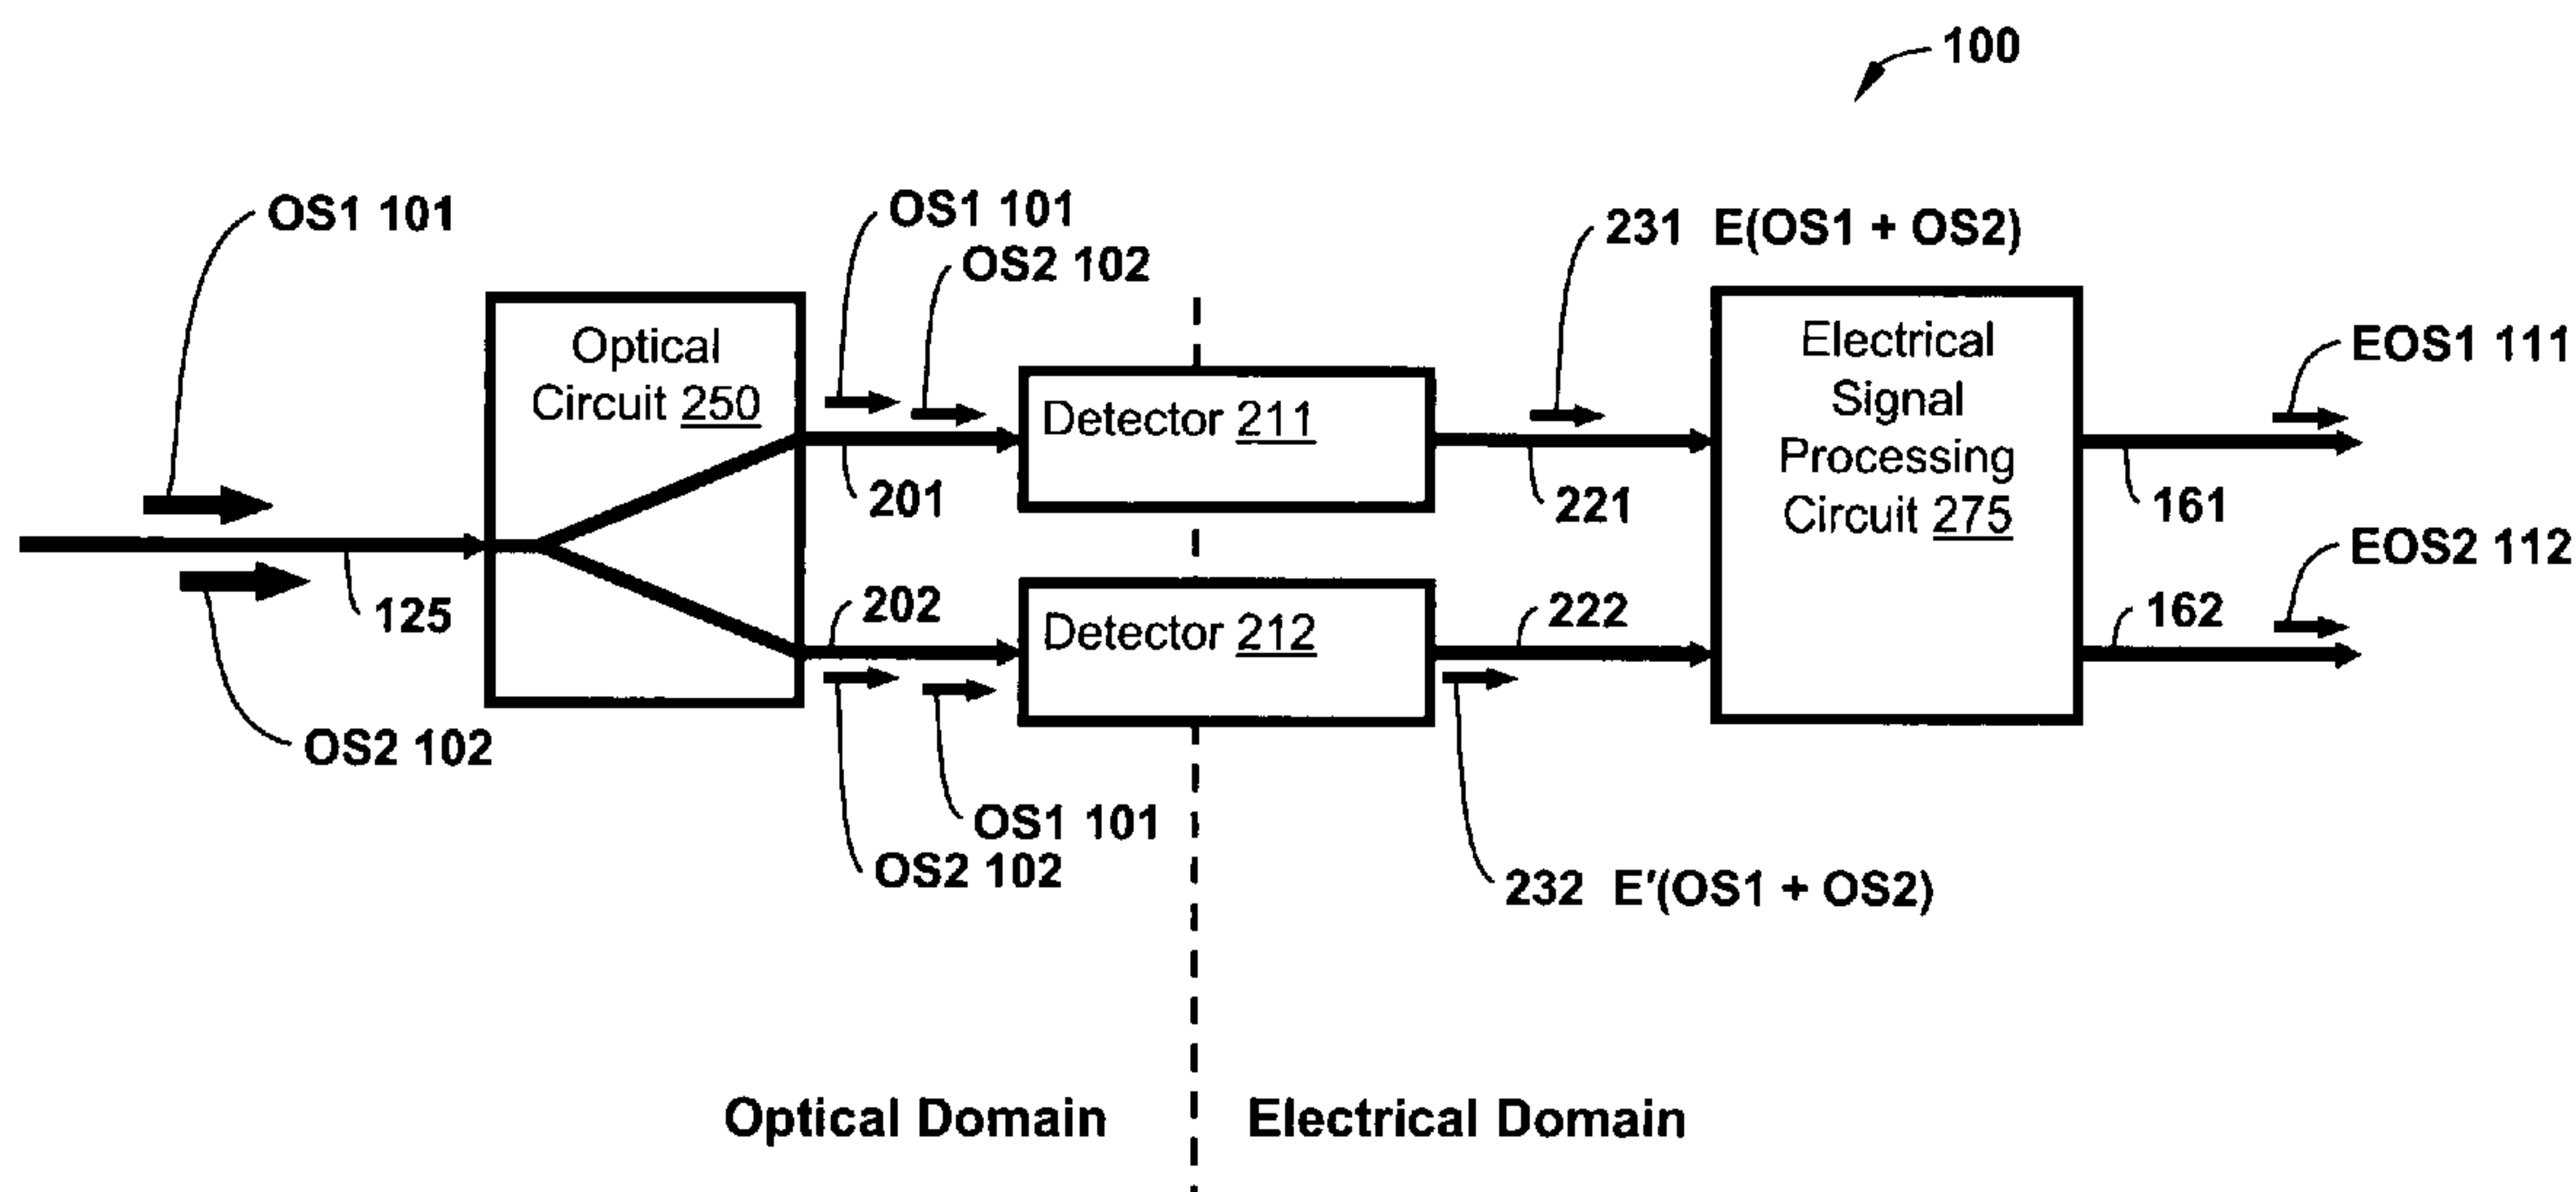 100
OS1 101
OS1 101
OS2 102
231 E(OS1 + OS2)
Optical
Circuit 250
Electrical
Signal
Processing
Circuit 275
EOS1 111
Detector 211
201
221
161
EOS2 112
125
202
Detector 212
222
162
OS2 102
OS1 101
OS2 102
232 E'(OS1 + OS2)
Optical Domain
Electrical Domain